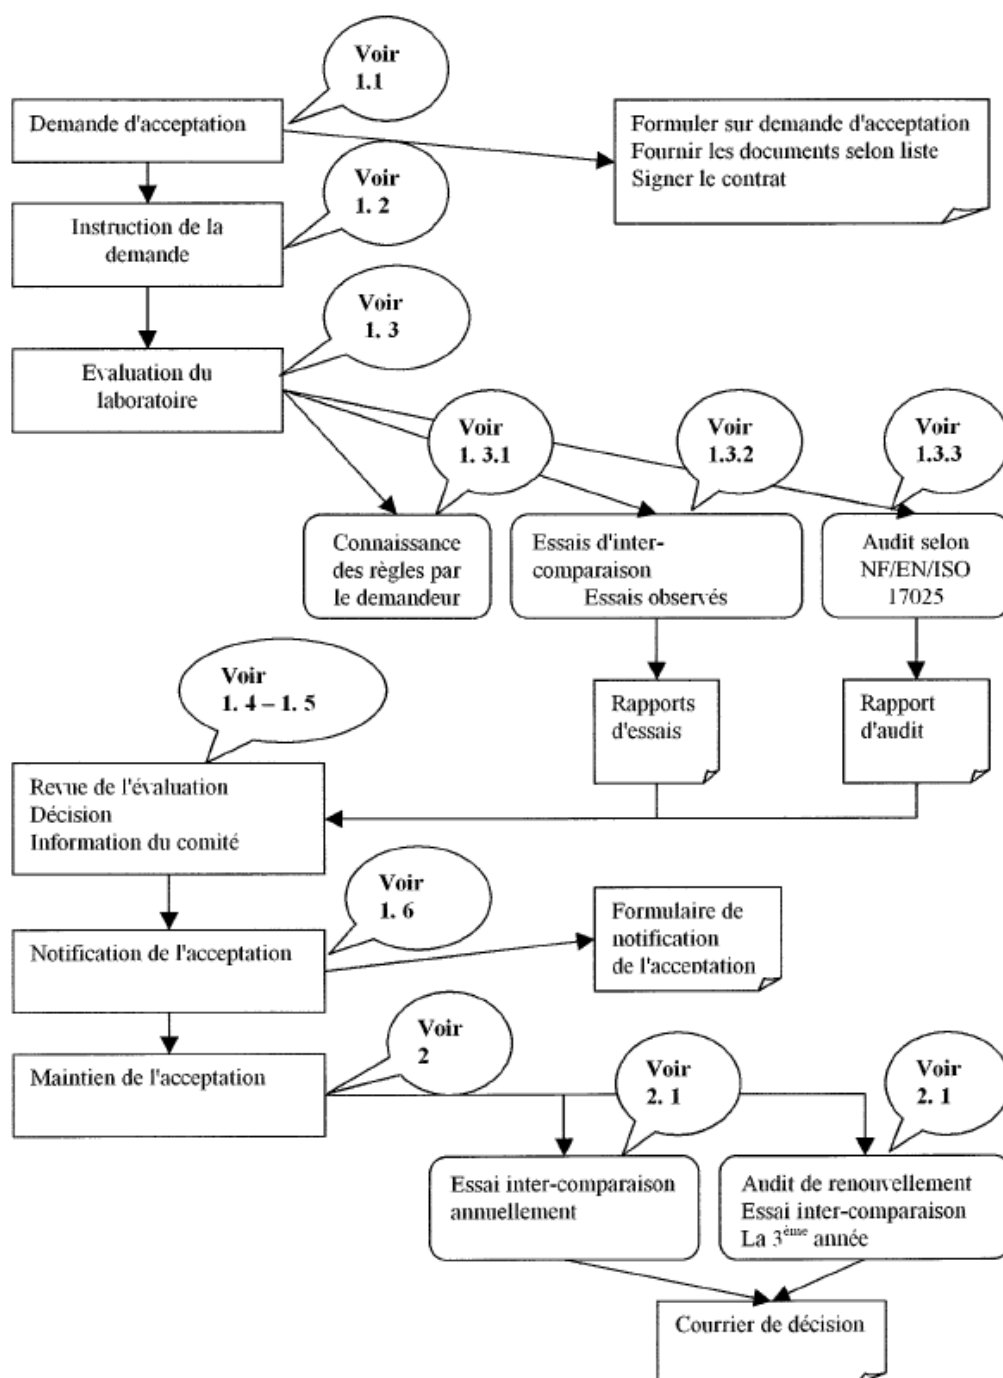 Voir
1.1
Demande d'acceptation
Formuler sur demande d'acceptation
Fournir les documents selon liste
Signer le contrat
Voir
1. 2
Instruction de la
demande
Voir
1. 3
Evaluation du
laboratoire
Voir
1. 3.1
Voir
1.3.2
Voir
1.3.3
Connaissance
des règles par
le demandeur
Essais d'inter-
comparaison
Essais observés
Audit selon
NF/EN/ISO
17025
Voir
1. 4 – 1. 5
Rapports
d'essais
Rapport
d'audit
Revue de l'évaluation
Décision
Information du comité
Voir
1. 6
Notification de l'acceptation
Formulaire de
notification
de l'acceptation
Voir
2
Maintien de l'acceptation
Voir
2. 1
Voir
2. 1
Essai inter-comparaison
annuellement
Audit de renouvellement
Essai inter-comparaison
La 3ème année
Courrier de décision